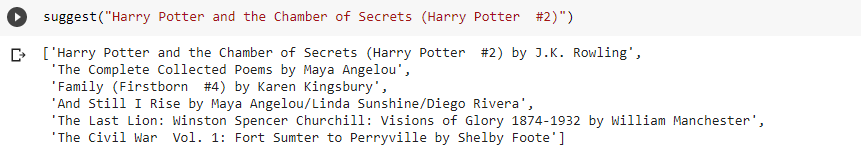 suggest("Harry Potter and the Chamber of Secrets (Harry Potter  #2)")
['Harry Potter and the Chamber of Secrets (Harry Potter  #2) by J.K. Rowling',
 'The Complete Collected Poems by Maya Angelou',
 'Family (Firstborn  #4) by Karen Kingsbury',
 'And Still I Rise by Maya Angelou/Linda Sunshine/Diego Rivera',
 'The Last Lion: Winston Spencer Churchill: Visions of Glory 1874-1932 by William Manchester',
 'The Civil War  Vol. 1: Fort Sumter to Perryville by Shelby Foote']